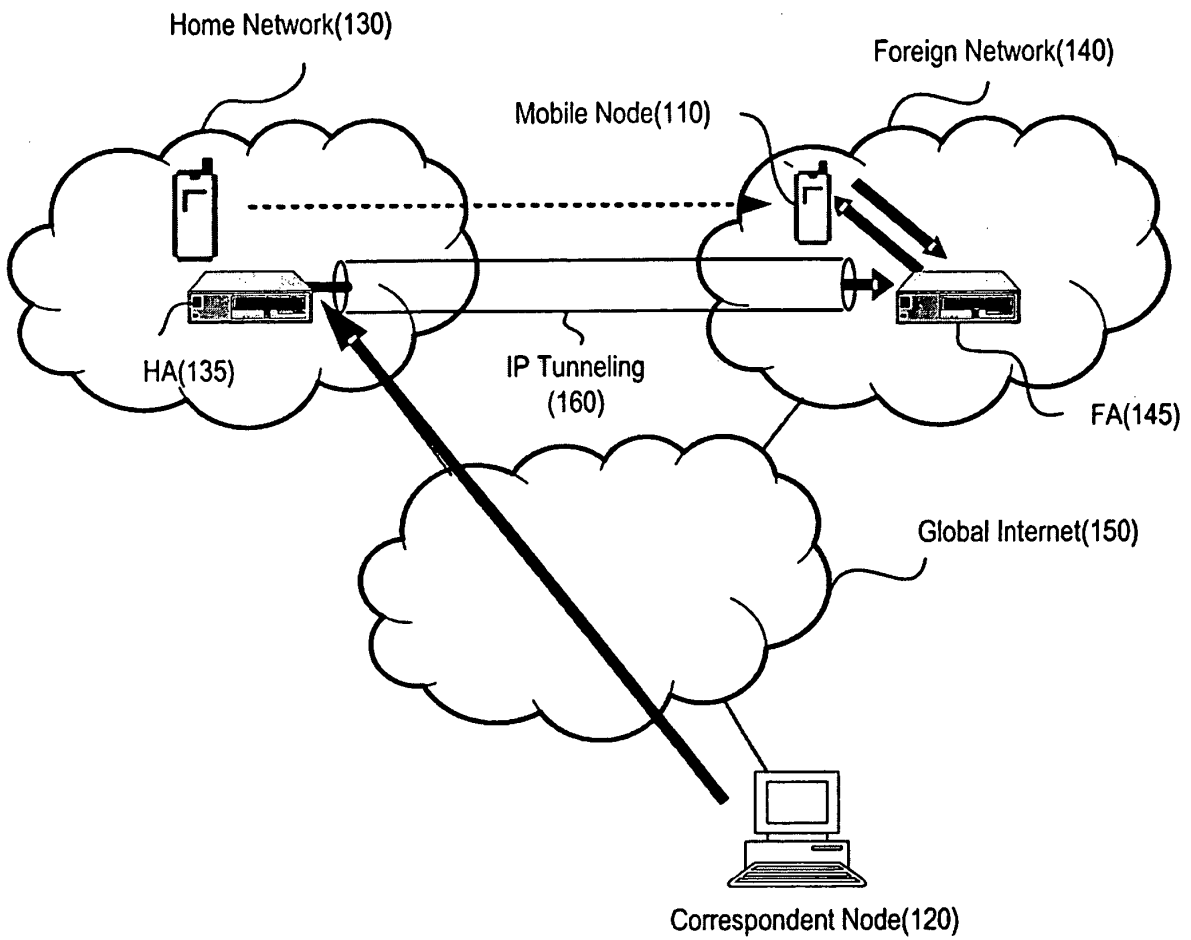 Home Network(130)
Foreign Network(140)
Mobile Node(110)
HA(135)
IP Tunneling
(160)
FA(145)
Global Internet(150)
Correspondent Node(120)